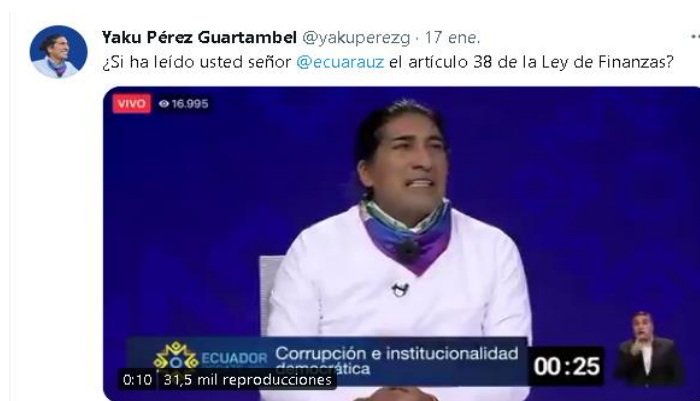 Yaku Pérez Guartambel @yakuperezg · 17 ene.
¿Si ha leído usted señor @ecuarauz el artículo 38 de la Ley de Finanzas?
VIVO 16.995
ECUADOR Corrupción e institucionalidad
democrática
00:25
0:10 31,5 mil reproducciones